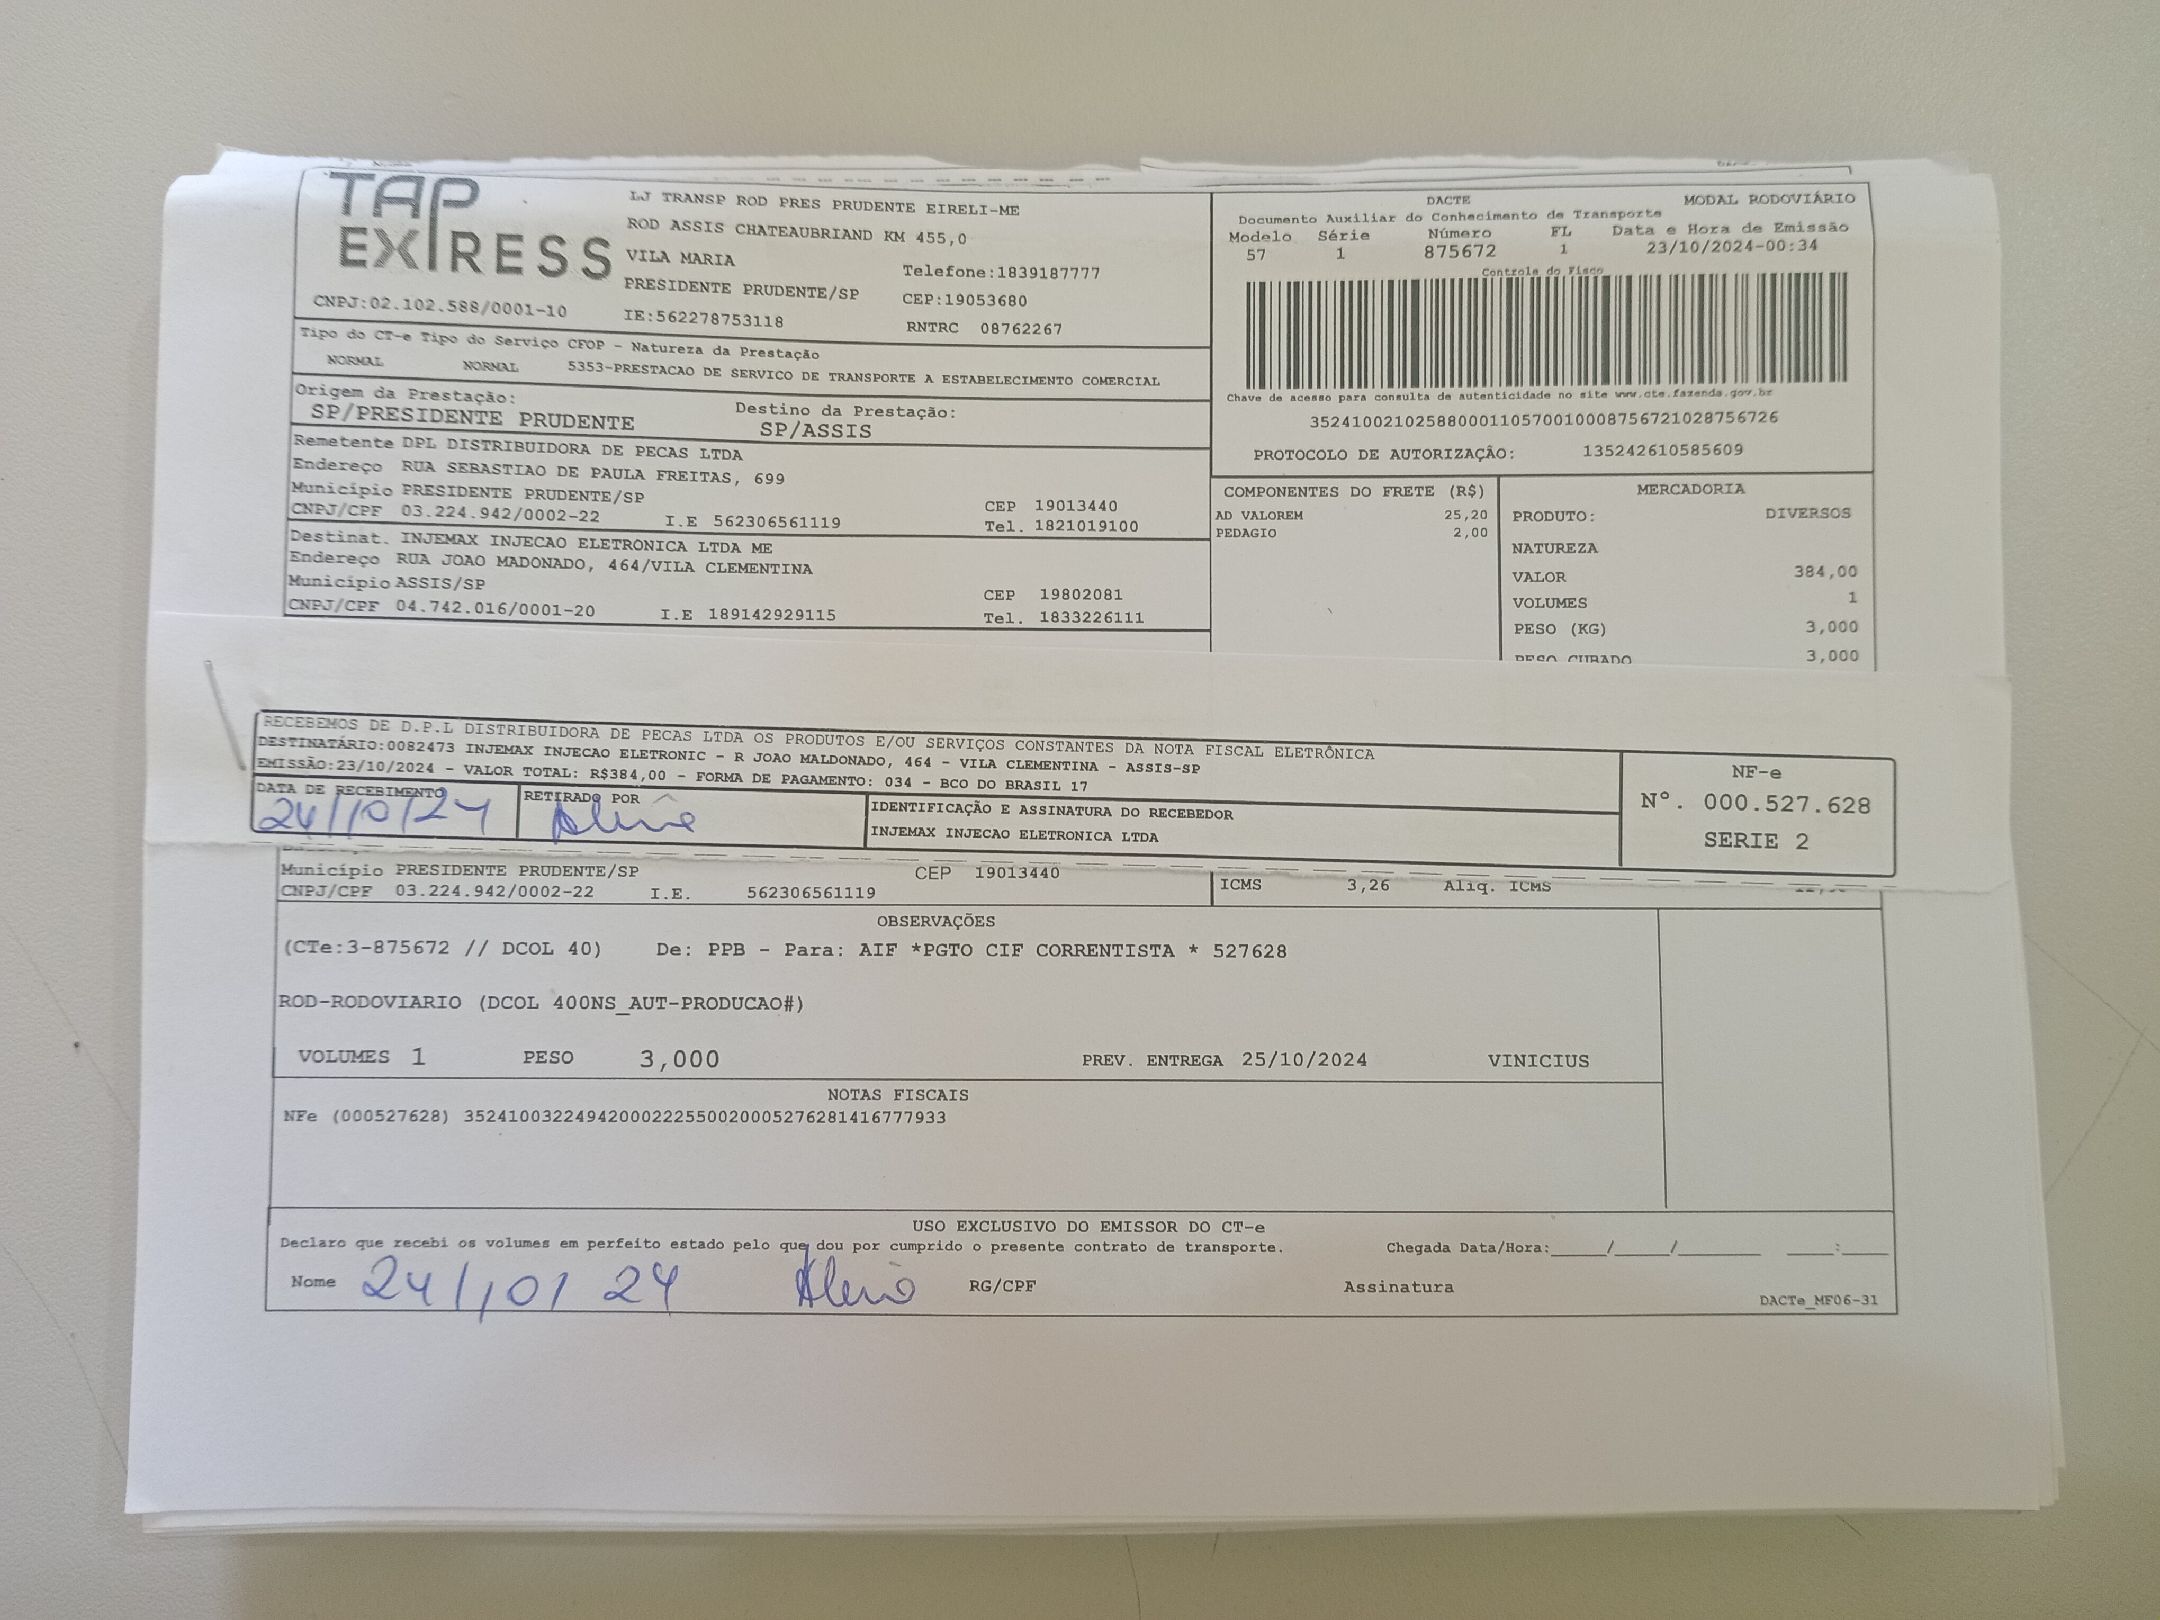 TAP EXPRESS
LJ TRANSP ROD PRES PRUDENTE EIRELI-ME
ROD ASSIS CHATEAUBRIAND KM 455,0
VILA MARIA
Telefone:1839187777
PRESIDENTE PRUDENTE/SP
CEP:19053680
CNPJ:02.102.588/0001-10
IE:562278753118
RNTRC 08762267
DACTE
MODAL RODOVIÁRIO
Documento Auxiliar do Conhecimento de Transporte
Modelo Série Número FL Data e Hora de Emissão
57 1 875672 1 23/10/2024-00:34
Controle do Fisco
Chave de acesso para consulta de autenticidade no site www.cte.fazenda.gov.br
35241002102588000110570010008756721028756726
PROTOCOLO DE AUTORIZAÇÃO: 135242610585609
Tipo do CT-e Tipo do Serviço CFOP - Natureza da Prestação
NORMAL NORMAL 5353-PRESTACAO DE SERVICO DE TRANSPORTE A ESTABELECIMENTO COMERCIAL
Origem da Prestação: Destino da Prestação:
SP/PRESIDENTE PRUDENTE SP/ASSIS
Remetente DPL DISTRIBUIDORA DE PECAS LTDA
Endereço RUA SEBASTIAO DE PAULA FREITAS, 699
Município PRESIDENTE PRUDENTE/SP CEP 19013440
CNPJ/CPF 03.224.942/0002-22 I.E 562306561119 Tel. 1821019100
Destinat. INJEMAX INJECAO ELETRONICA LTDA ME
Endereço RUA JOAO MADONADO, 464/VILA CLEMENTINA
Município ASSIS/SP CEP 19802081
CNPJ/CPF 04.742.016/0001-20 I.E 189142929115 Tel. 1833226111
COMPONENTES DO FRETE (R$)
AD VALOREM 25,20
PEDAGIO 2,00
MERCADORIA
PRODUTO: DIVERSOS
NATUREZA
VALOR 384,00
VOLUMES 1
PESO (KG) 3,000
PESO CUBADO 3,000
RECEBEMOS DE D.P.L DISTRIBUIDORA DE PECAS LTDA OS PRODUTOS E/OU SERVIÇOS CONSTANTES DA NOTA FISCAL ELETRÔNICA
DESTINATÁRIO:0082473 INJEMAX INJECAO ELETRONIC - R JOAO MALDONADO, 464 - VILA CLEMENTINA - ASSIS-SP
EMISSÃO:23/10/2024 - VALOR TOTAL: R$384,00 - FORMA DE PAGAMENTO: 034 - BCO DO BRASIL 17
DATA DE RECEBIMENTO
24/10/24
RETIRADO POR
Aline
IDENTIFICAÇÃO E ASSINATURA DO RECEBEDOR
INJEMAX INJECAO ELETRONICA LTDA
NF-e
Nº. 000.527.628
SERIE 2
Município PRESIDENTE PRUDENTE/SP CEP 19013440
CNPJ/CPF 03.224.942/0002-22 I.E. 562306561119
ICMS 3,26 Aliq. ICMS
OBSERVAÇÕES
(CTe:3-875672 // DCOL 40) De: PPB - Para: AIF *PGTO CIF CORRENTISTA * 527628
ROD-RODOVIARIO (DCOL 400NS_AUT-PRODUCAO#)
VOLUMES 1 PESO 3,000 PREV. ENTREGA 25/10/2024 VINICIUS
NOTAS FISCAIS
NFe (000527628) 35241003224942000222550020005276281416777933
USO EXCLUSIVO DO EMISSOR DO CT-e
Declaro que recebi os volumes em perfeito estado pelo que dou por cumprido o presente contrato de transporte. Chegada Data/Hora:____/____/______ ___:___
Nome 24/10/24 RG/CPF Assinatura
DACTe_MF06-31